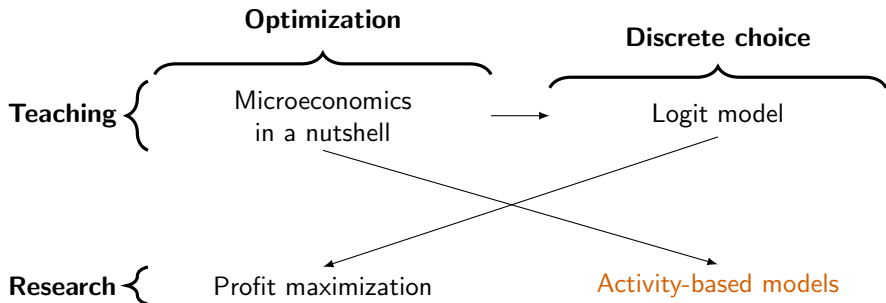 Optimization
Discrete choice
Teaching
Microeconomics
in a nutshell
Logit model
Research
Profit maximization
Activity-based models